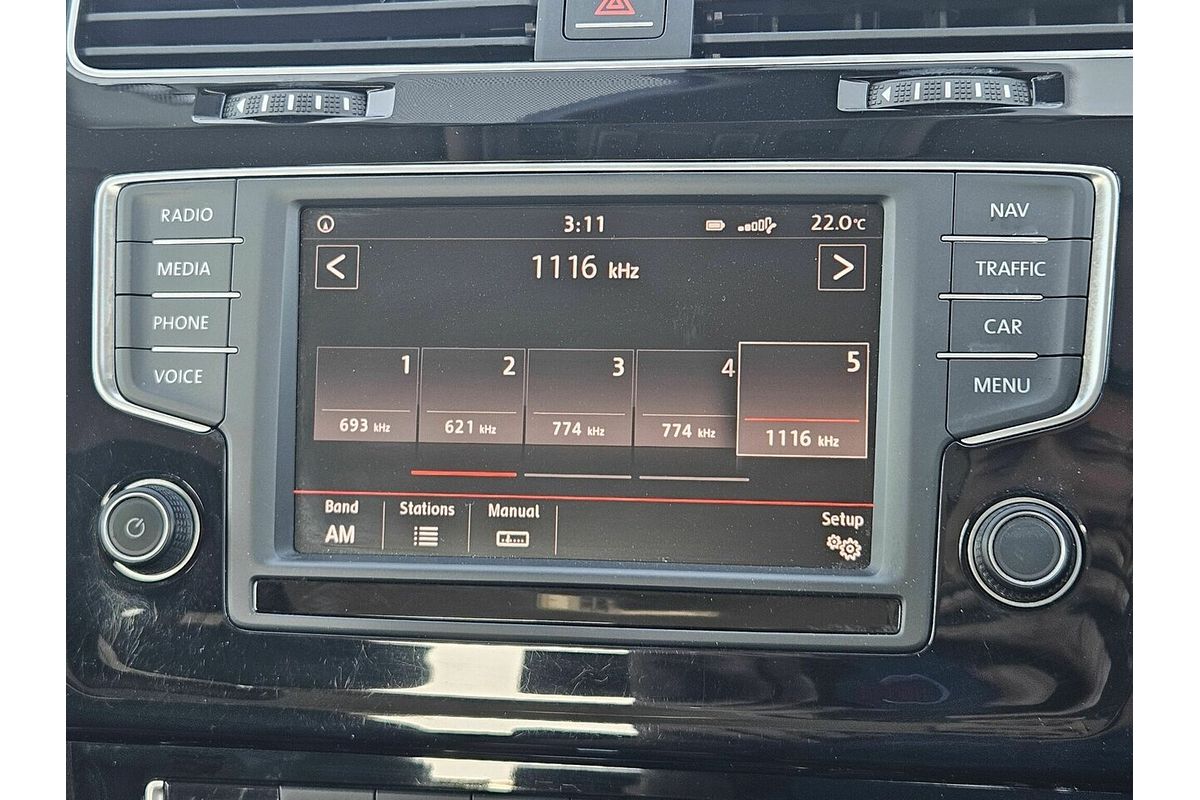 RADIO
MEDIA
PHONE
VOICE
3:11
22.0°C
<
1116 kHz
>
1
2
3
4
5
693 kHz
621 kHz
774 kHz
774 kHz
1116 kHz
Band
AM
Stations
Manual
Setup
NAV
TRAFFIC
CAR
MENU